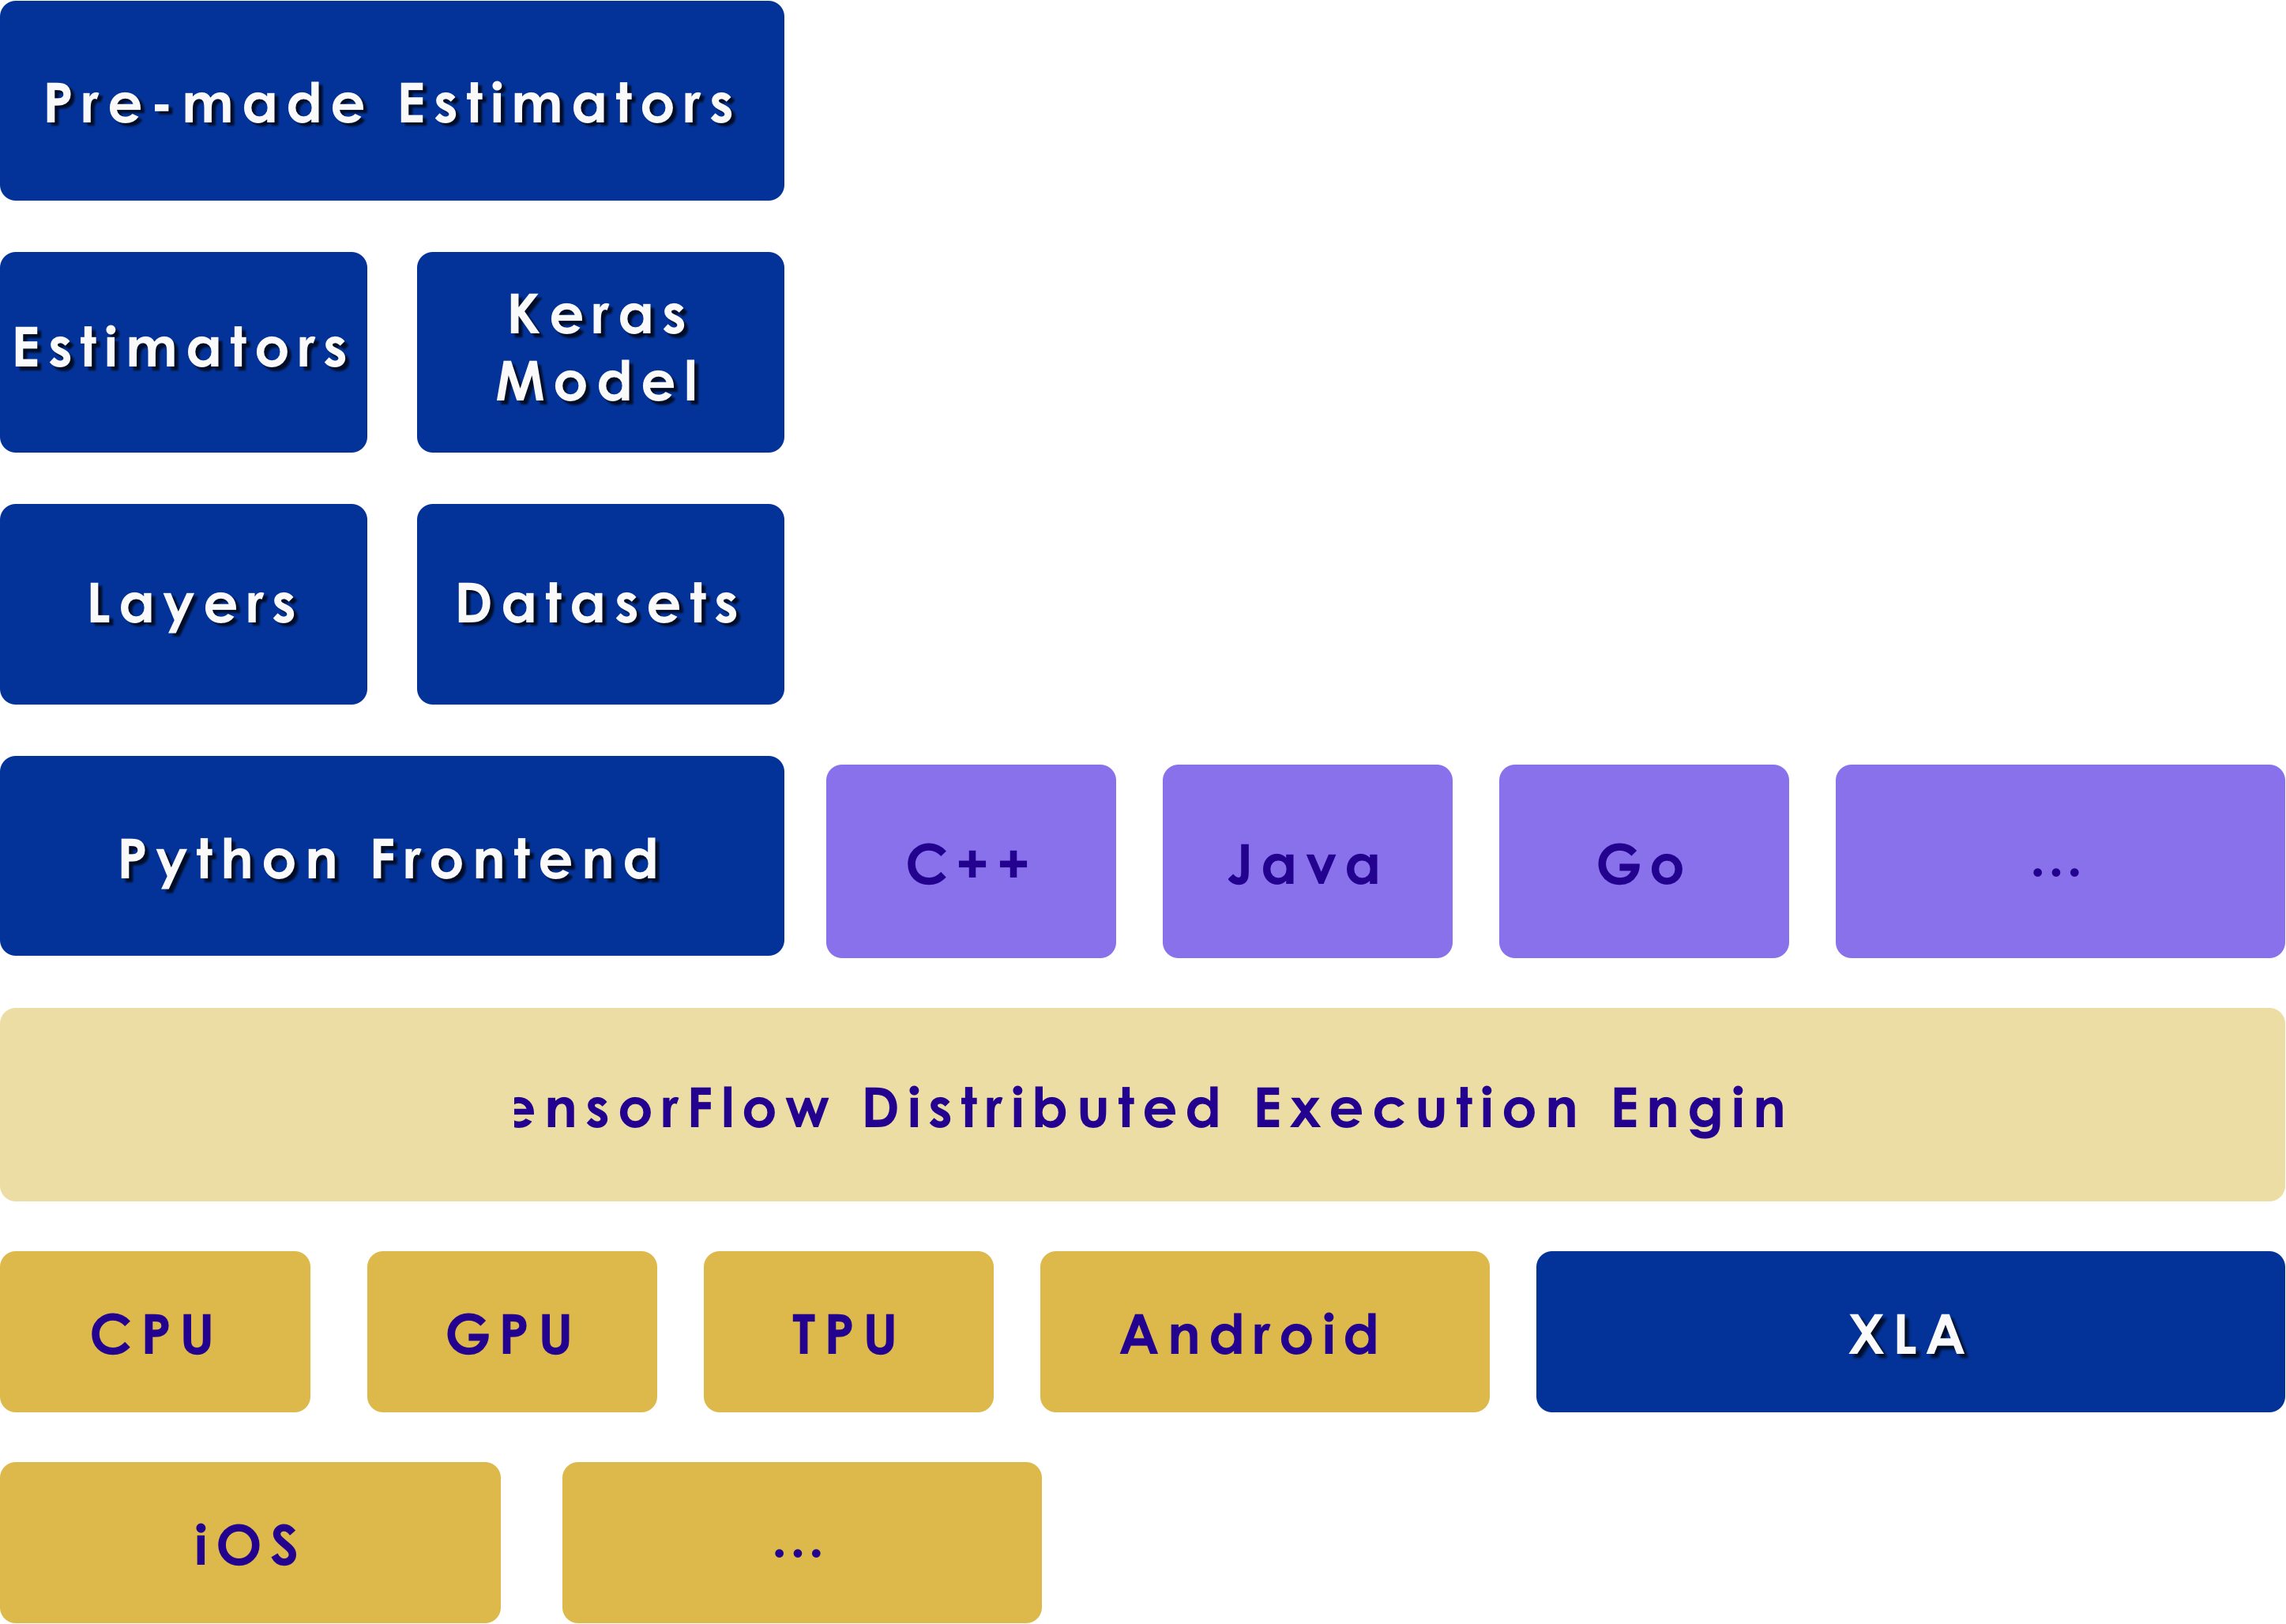 Pre-made Estimators
Estimators
Keras
Model
Layers
Datasets
Python Frontend
C++
Java
Go
...
ensorFlow Distributed Execution Engin
CPU
GPU
TPU
Android
XLA
iOS
...